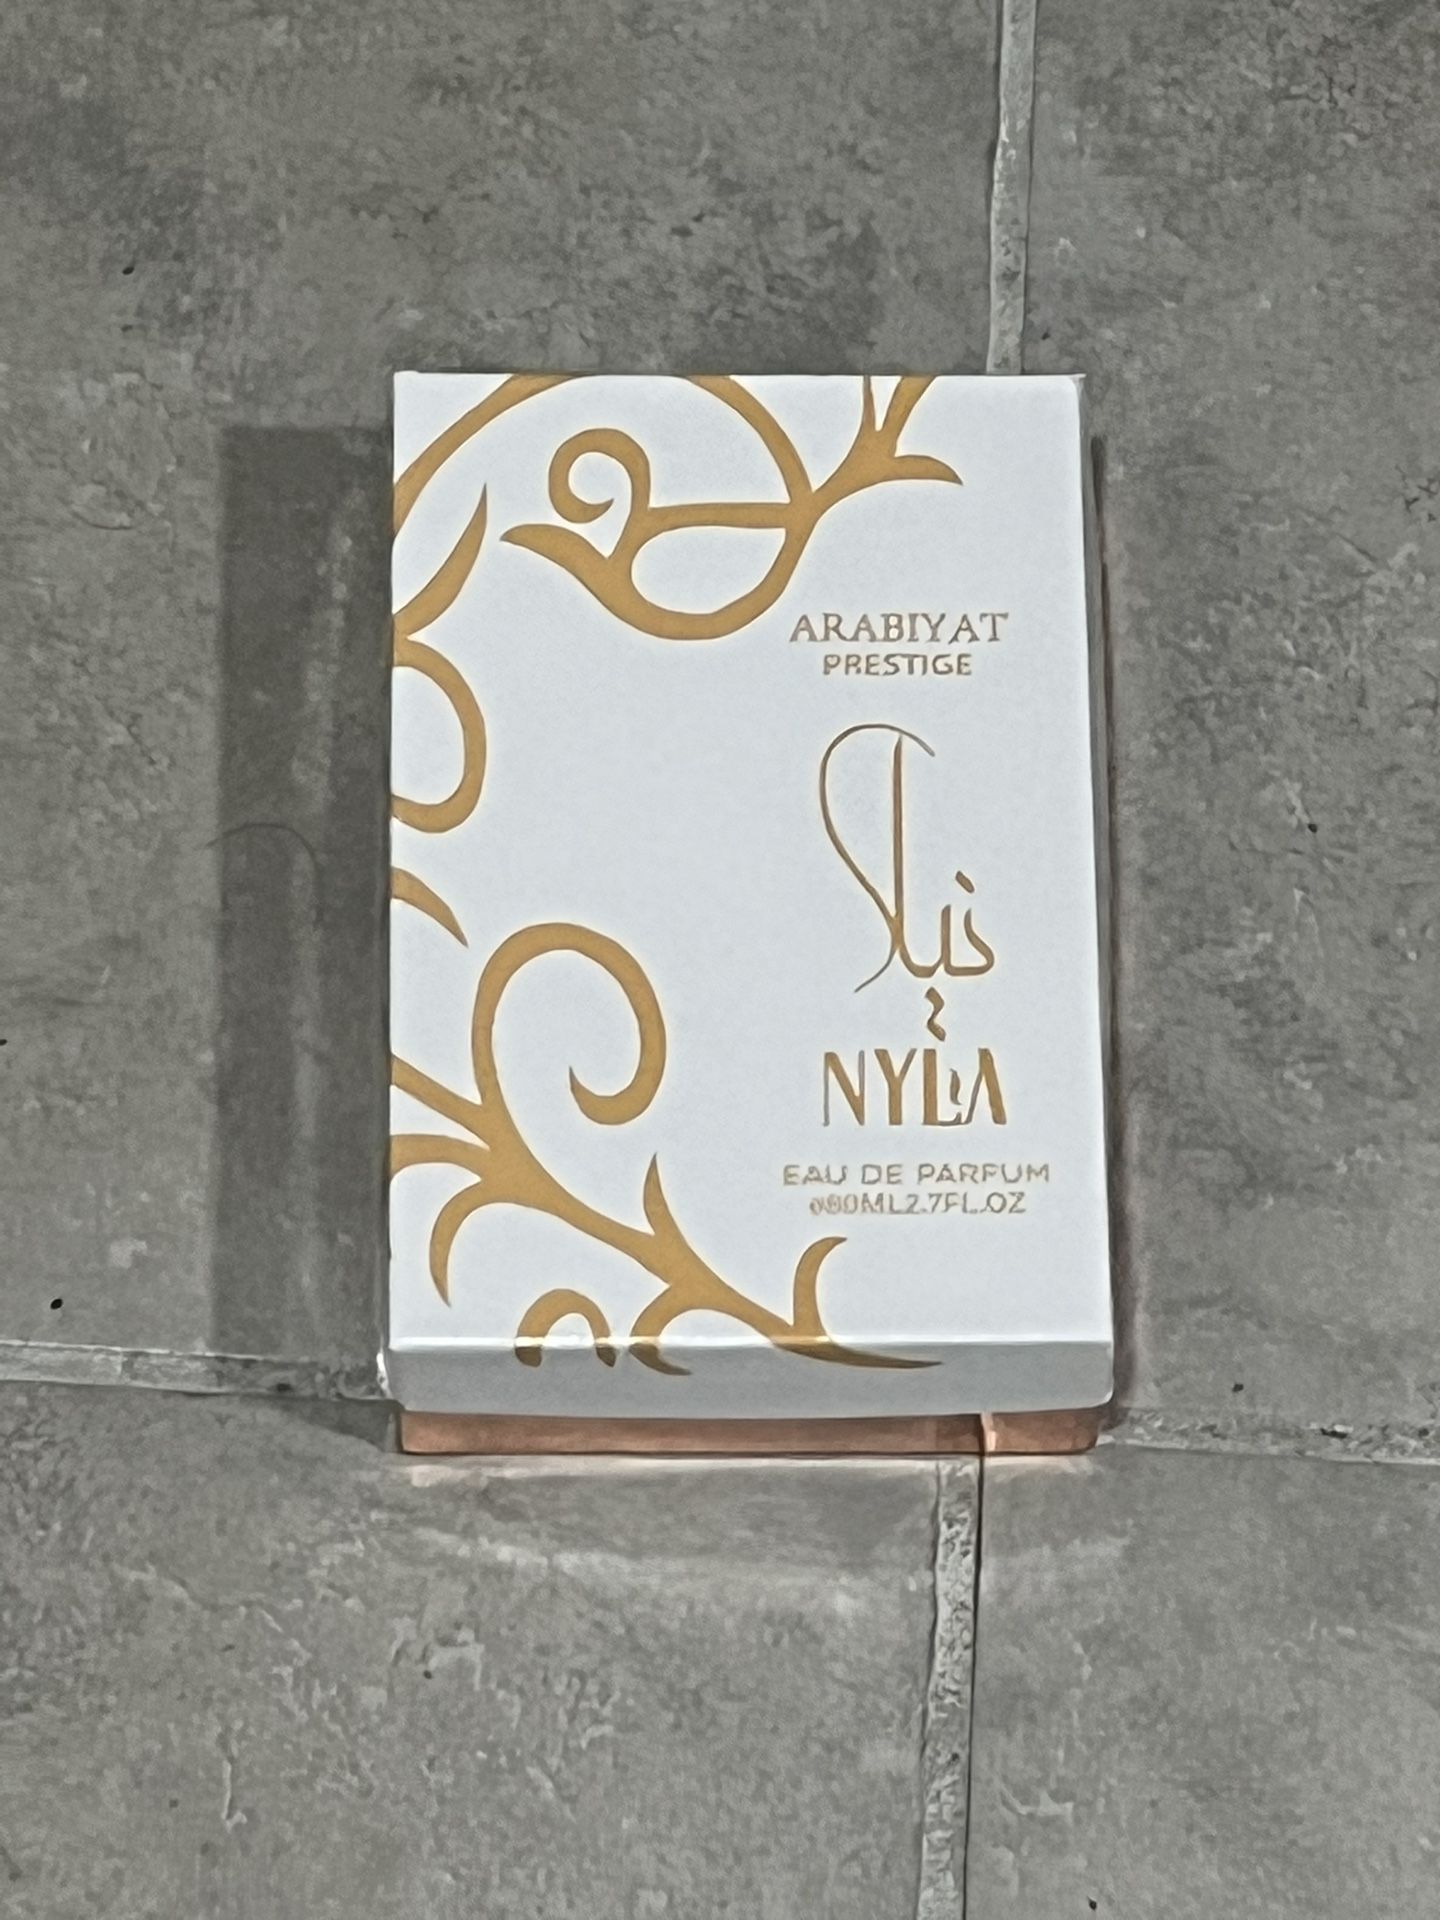 ARABIYAT
PRESTIGE
نيلا
NYLA
EAU DE PARFUM
80ML2.7FL.OZ